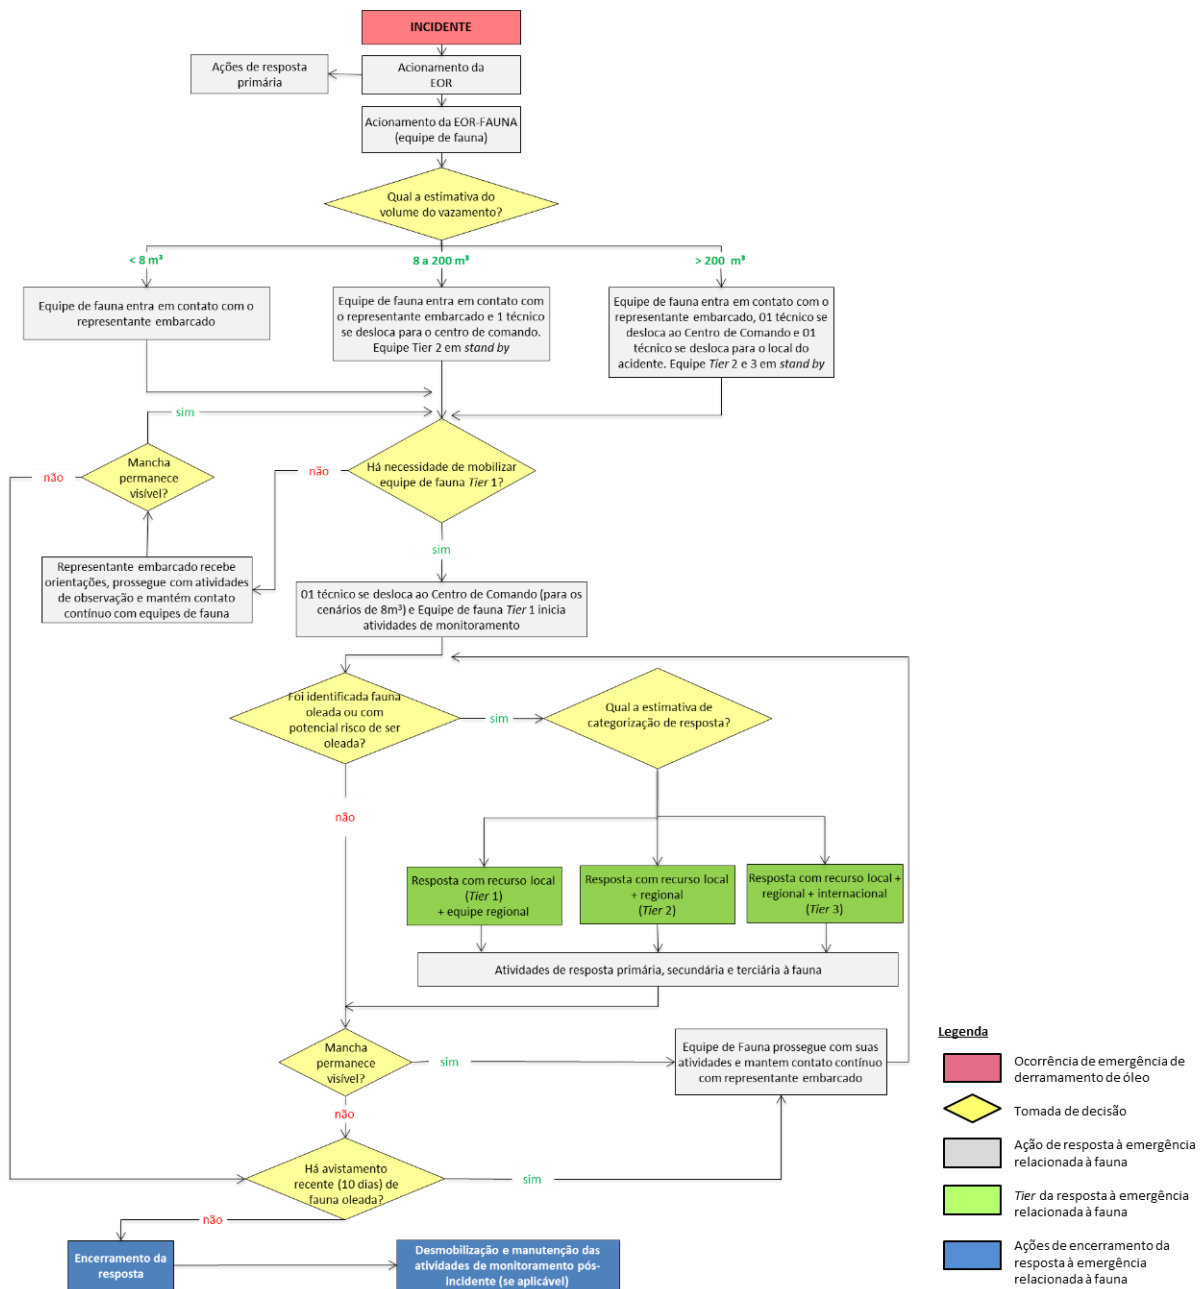 INCIDENTE
Ações de resposta
primária
Acionamento da
EOR
Acionamento da EOR-FAUNA
(equipe de fauna)
Qual a estimativa do
volume do vazamento?
< 8 m³
8 a 200 m³
> 200 m³
Equipe de fauna entra em contato com o
representante embarcado
Equipe de fauna entra em contato com
o representante embarcado e 1 técnico
se desloca para o centro de comando.
Equipe Tier 2 em stand by
Equipe de fauna entra em contato com o
representante embarcado, 01 técnico se
desloca ao Centro de Comando e 01
técnico se desloca para o local do
acidente. Equipe Tier 2 e 3 em stand by
sim
Mancha
permanece
visível?
não
não
Há necessidade de mobilizar
equipe de fauna Tier 1?
sim
Representante embarcado recebe
orientações, prossegue com atividades
de observação e mantém contato
contínuo com equipes de fauna
01 técnico se desloca ao Centro de Comando (para os
cenários de 8m³) e Equipe de fauna Tier 1 inicia
atividades de monitoramento
Foi identificada fauna
oleada ou com
potencial risco de ser
oleada?
sim
Qual a estimativa de
categorização de resposta?
não
Resposta com recurso local
(Tier 1)
+ equipe regional
Resposta com recurso local
+ regional
(Tier 2)
Resposta com recurso local +
regional + internacional
(Tier 3)
Atividades de resposta primária, secundária e terciária à fauna
Mancha
permanece
visível?
sim
Equipe de Fauna prossegue com suas
atividades e mantem contato contínuo
com representante embarcado
não
Há avistamento
recente (10 dias) de
fauna oleada?
sim
não
Encerramento da
resposta
Desmobilização e manutenção das
atividades de monitoramento pós-
incidente (se aplicável)
Legenda
Ocorrência de emergência de
derramamento de óleo
Tomada de decisão
Ação de resposta à emergência
relacionada à fauna
Tier da resposta à emergência
relacionada à fauna
Ações de encerramento da
resposta à emergência
relacionada à fauna